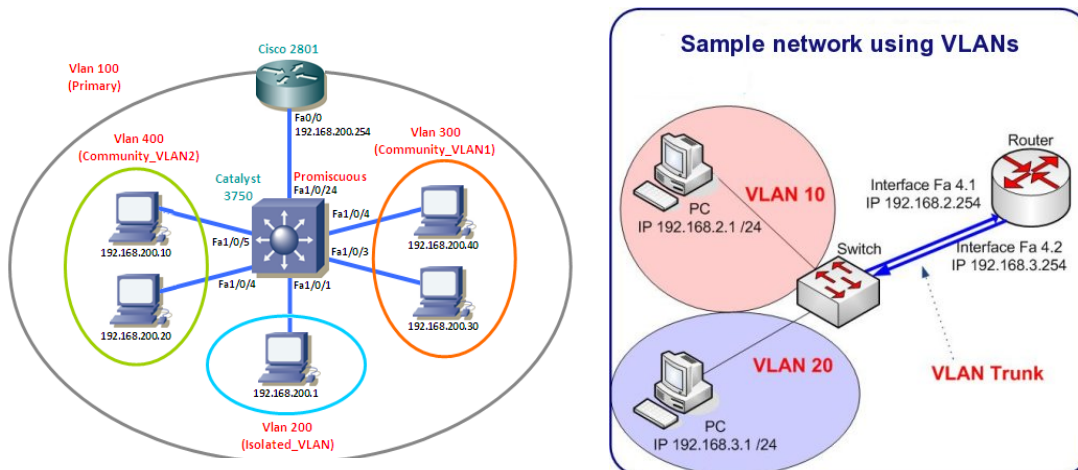 Cisco 2801
Vlan 100
(Primary)
Fa0/0
192.168.200.254
Vlan 400
(Community_VLAN2)
Vlan 300
(Community_VLAN1)
Catalyst
3750
Promiscuous
Fa1/0/24
Fa1/0/4
Fa1/0/5
Fa1/0/3
192.168.200.10
192.168.200.40
Fa1/0/4
Fa1/0/1
192.168.200.20
192.168.200.30
192.168.200.1
Vlan 200
(Isolated_VLAN)
Sample network using VLANs
Router
VLAN 10
PC
IP 192.168.2.1 /24
Interface Fa 4.1
IP 192.168.2.254
Switch
Interface Fa 4.2
IP 192.168.3.254
VLAN 20
VLAN Trunk
PC
IP 192.168.3.1 /24